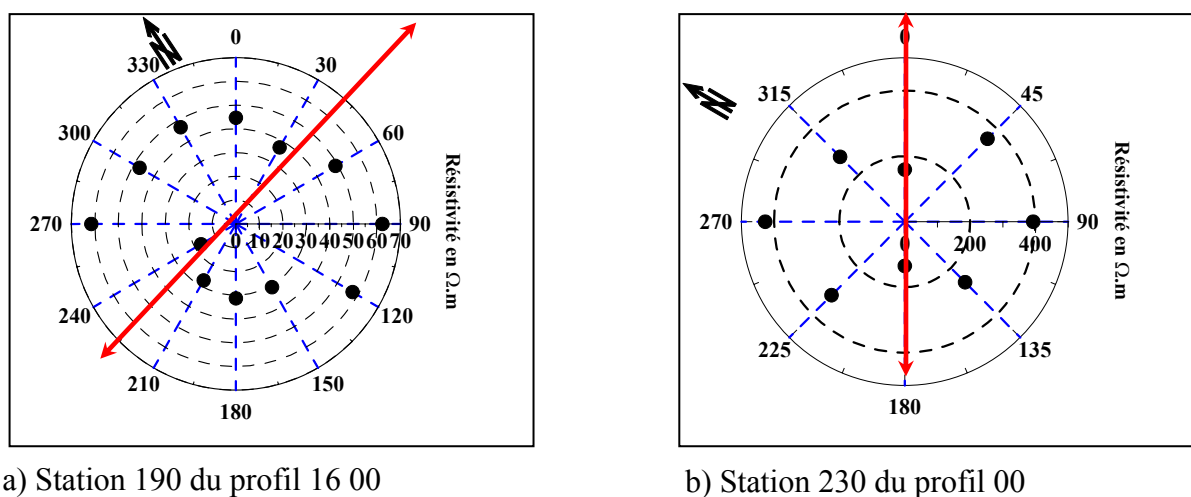 0
30
60
90
120
150
180
210
240
270
300
330
N
0 10 20 30 40 50 60 70
Résistivité en Ω.m
a) Station 190 du profil 16 00
0
45
90
135
180
225
270
315
N
0 200 400
Résistivité en Ω.m
b) Station 230 du profil 00